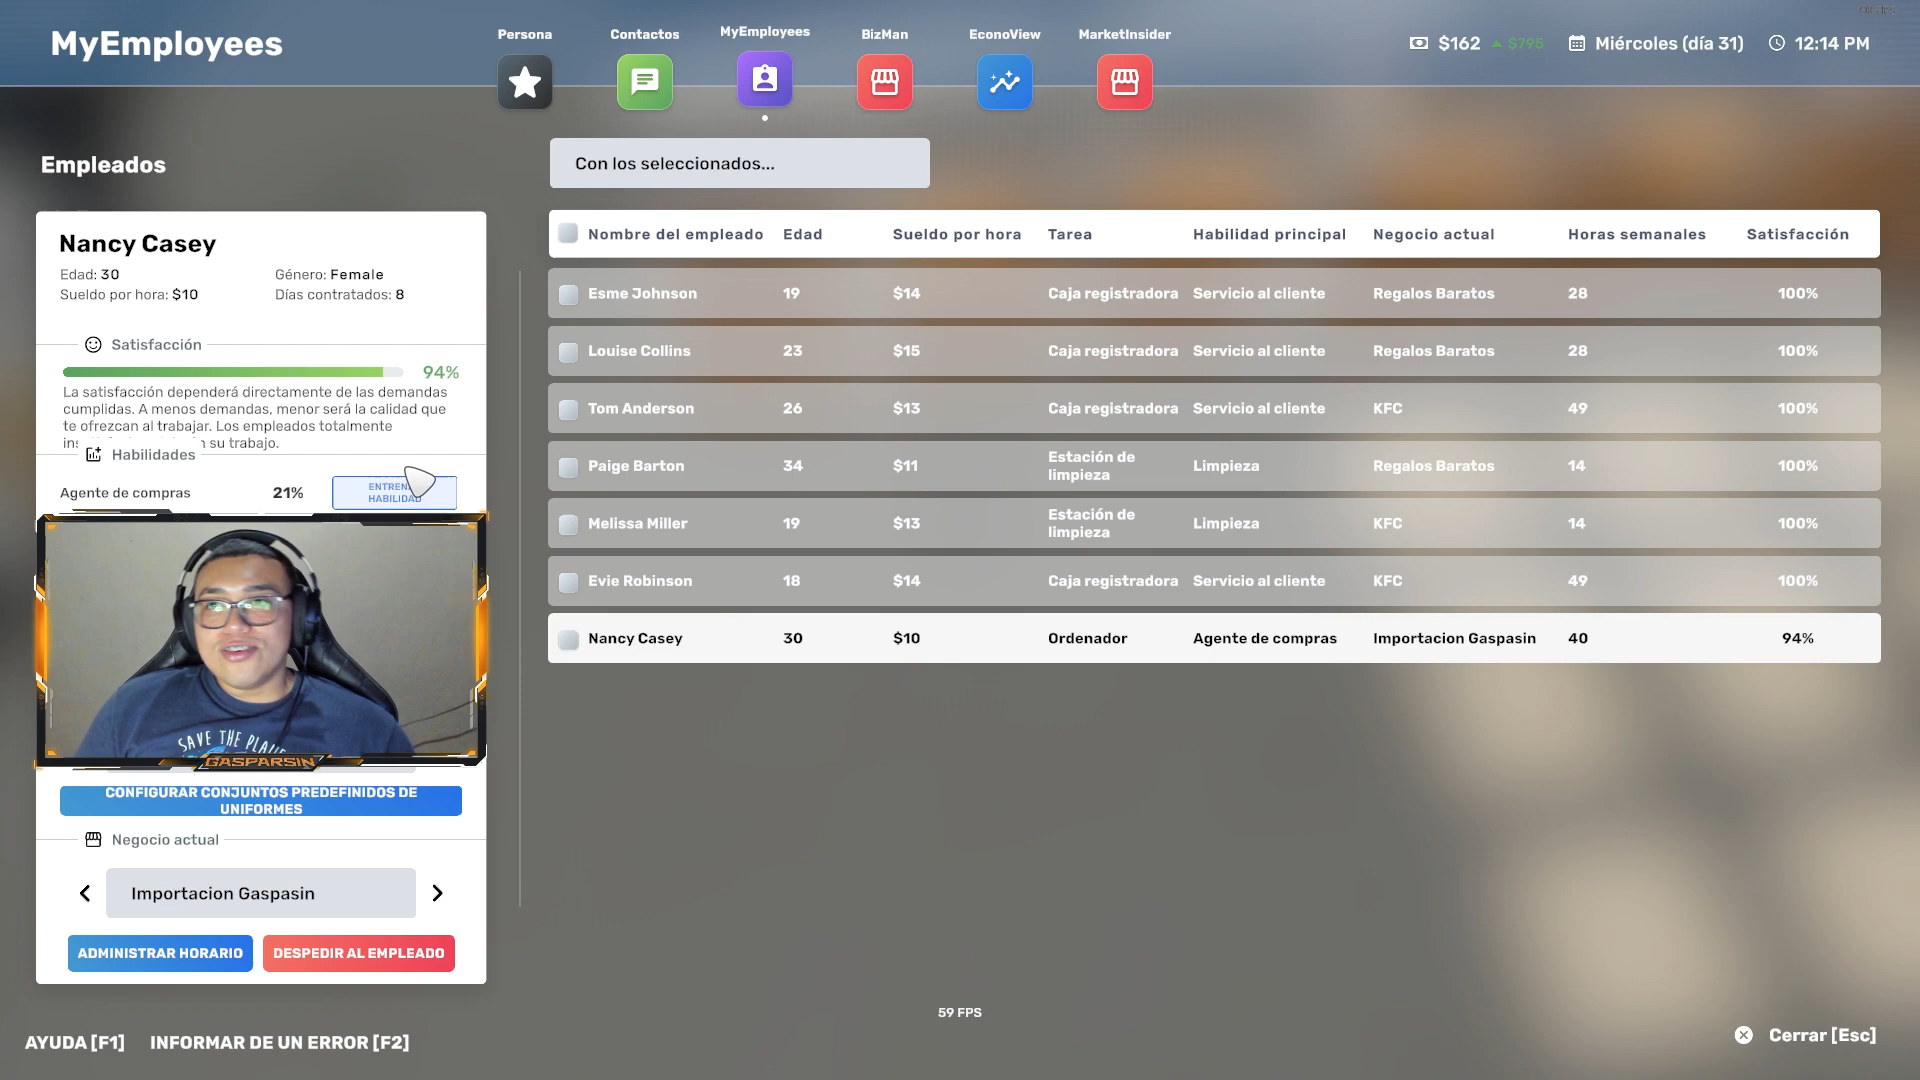 MyEmployees
Persona
Contactos
MyEmployees
BizMan
EconoView
MarketInsider
$162 $795
Miércoles (día 31)
12:14 PM
Empleados
Con los seleccionados...
Nancy Casey
Edad: 30
Género: Female
Sueldo por hora: $10
Días contratados: 8
Satisfacción
94%
La satisfacción dependerá directamente de las demandas
cumplidas. A menos demandas, menor será la calidad que
te ofrezcan al trabajar. Los empleados totalmente
su trabajo.
Habilidades
Agente de compras 21%
HABILIDAD
SAVE THE
GASPARSIN
CONFIGURAR CONJUNTOS PREDEFINIDOS DE
UNIFORMES
Negocio actual
Importacion Gaspasin
ADMINISTRAR HORARIO
DESPEDIR AL EMPLEADO
Nombre del empleado Edad Sueldo por hora Tarea Habilidad principal Negocio actual Horas semanales Satisfacción
Esme Johnson 19 $14 Caja registradora Servicio al cliente Regalos Baratos 28 100%
Louise Collins 23 $15 Caja registradora Servicio al cliente Regalos Baratos 28 100%
Tom Anderson 26 $13 Caja registradora Servicio al cliente KFC 49 100%
Paige Barton 34 $11 Estación de limpieza Limpieza Regalos Baratos 14 100%
Melissa Miller 19 $13 Estación de limpieza Limpieza KFC 14 100%
Evie Robinson 18 $14 Caja registradora Servicio al cliente KFC 49 100%
Nancy Casey 30 $10 Ordenador Agente de compras Importacion Gaspasin 40 94%
59 FPS
AYUDA [F1]
INFORMAR DE UN ERROR [F2]
Cerrar [Esc]